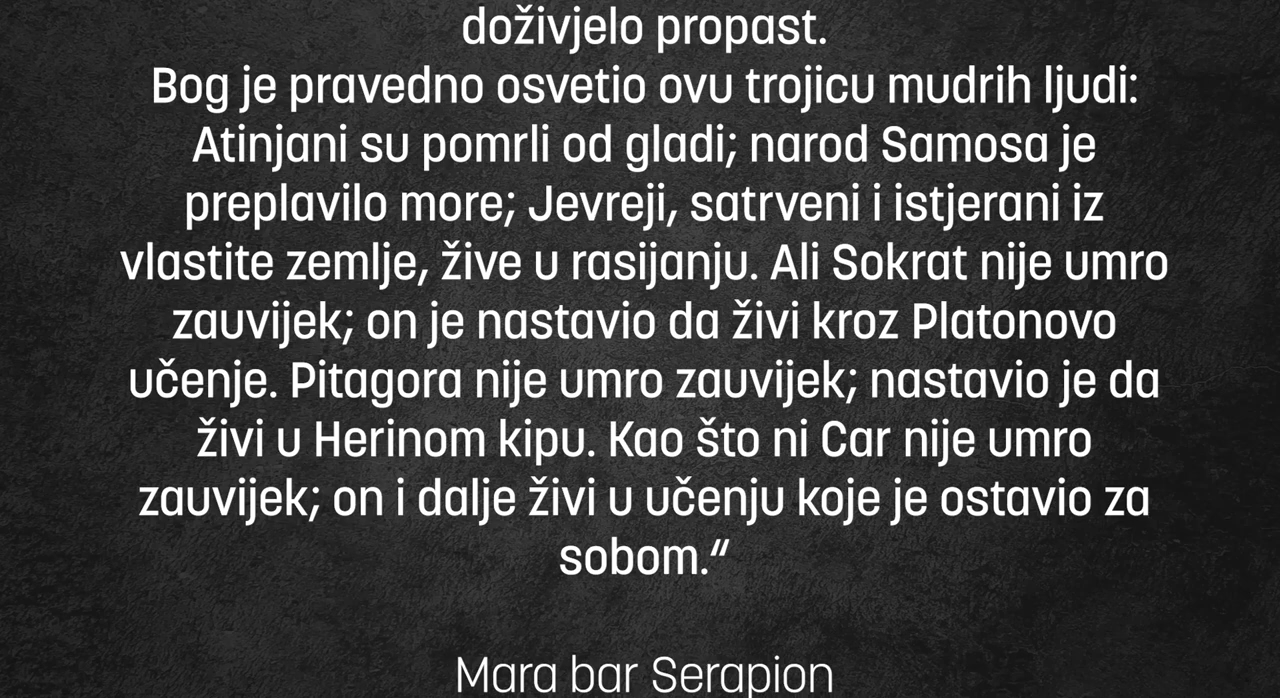 doživjelo propast.
Bog je pravedno osvetio ovu trojicu mudrih ljudi:
Atinjani su pomrli od gladi; narod Samosa je
preplavilo more; Jevreji, satrveni i istjerani iz
vlastite zemlje, žive u rasijanju. Ali Sokrat nije umro
zauvijek; on je nastavio da živi kroz Platonovo
učenje. Pitagora nije umro zauvijek; nastavio je da
živi u Herinom kipu. Kao što ni Car nije umro
zauvijek; on i dalje živi u učenju koje je ostavio za
sobom.“
Mara bar Serapion